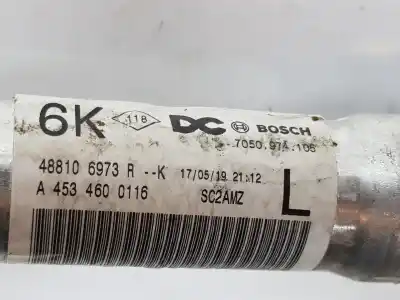 6K 118 DC BOSCH
7050.974.106
48810 6973 R --K 17/05/19 21:12
A 453 460 0116 SC2AMZ L